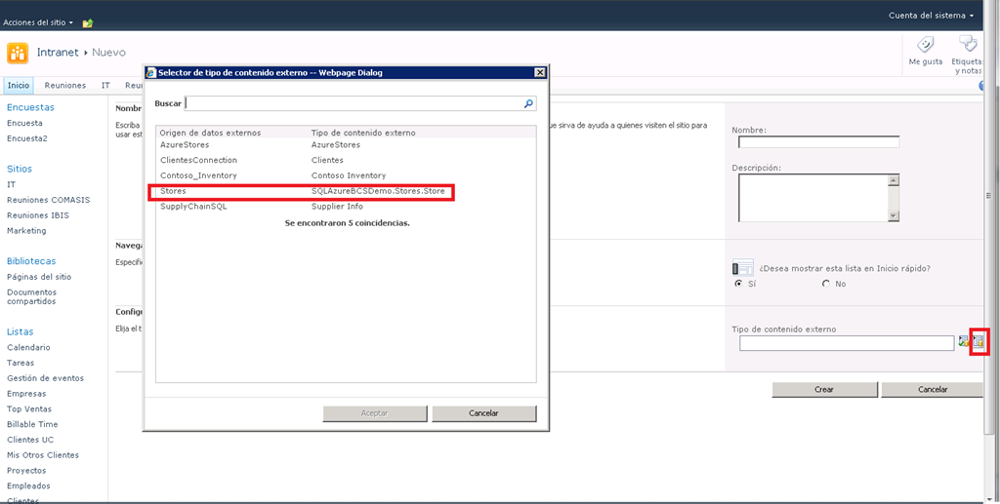 Acciones del sitio
Cuenta del sistema
Intranet ▸ Nuevo
Me gusta
Etiquetas
y notas
Inicio
Reuniones
IT
Encuestas
Encuesta
Encuesta2
Sitios
IT
Reuniones COMASIS
Reuniones IBIS
Marketing
Bibliotecas
Páginas del sitio
Documentos
compartidos
Listas
Calendario
Tareas
Gestión de eventos
Empresas
Top Ventas
Billable Time
Clientes UC
Mis Otros Clientes
Proyectos
Empleados
Clientes
Nombr
Escriba
usar est
ue sirva de ayuda a quienes visiten el sitio para
Navega
Especific
Configu
Elija el t
Selector de tipo de contenido externo -- Webpage Dialog
Buscar
Origen de datos externos Tipo de contenido externo
AzureStores AzureStores
ClientesConnection Clientes
Contoso_Inventory Contoso Inventory
Stores SQLAzureBCSDemo.Stores.Store
SupplyChainSQL Supplier Info
Se encontraron 5 coincidencias.
Aceptar
Cancelar
Nombre:
Descripción:
¿Desea mostrar esta lista en Inicio rápido?
Sí No
Tipo de contenido externo
Crear
Cancelar